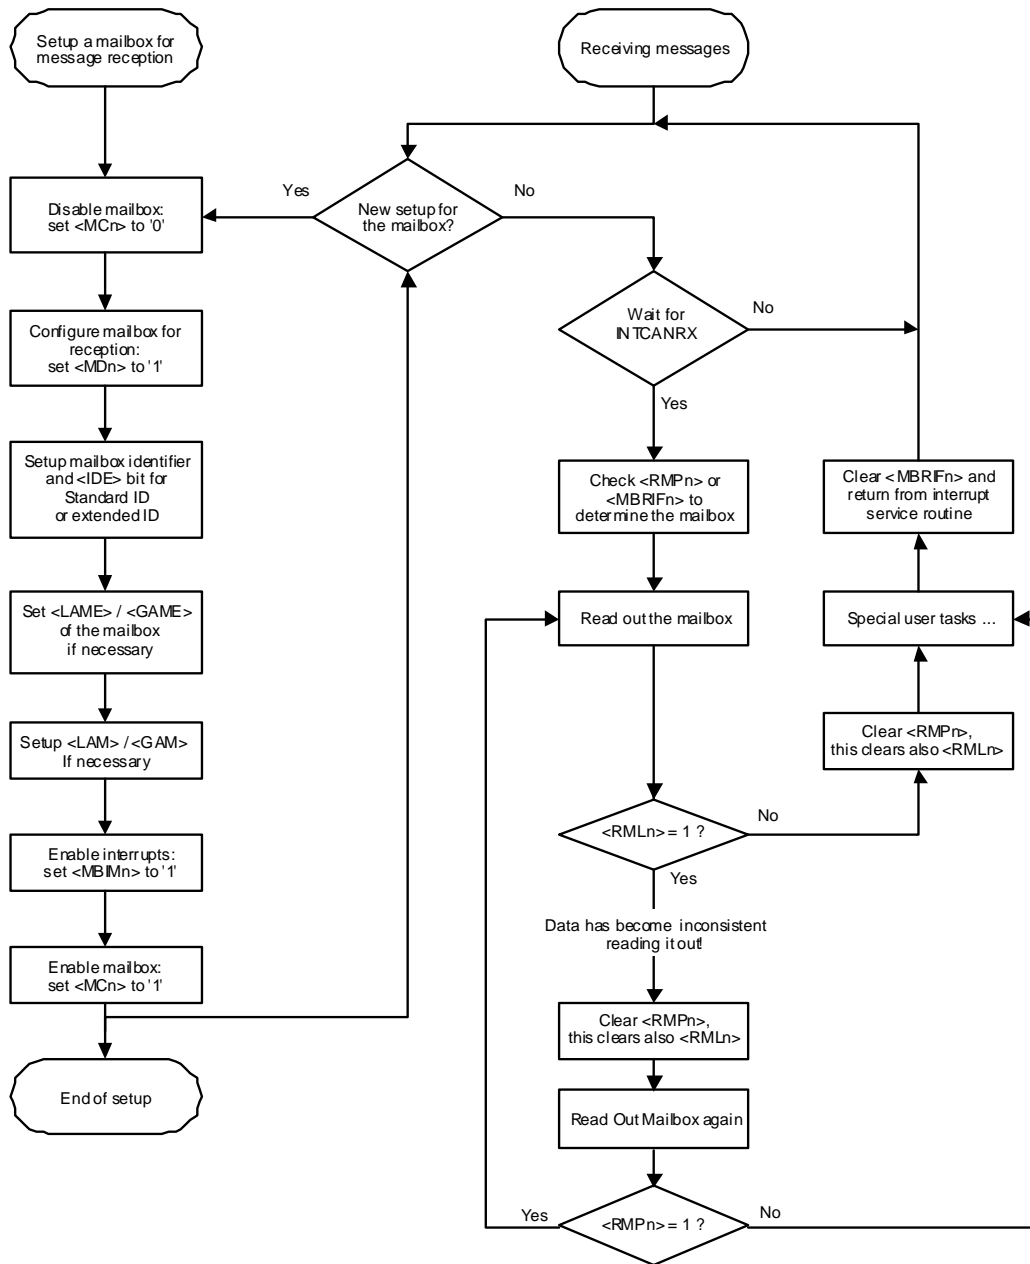 Setup a mailbox for
message reception
Disable mailbox:
set <MCn> to '0'
Configure mailbox for
reception:
set <MDn> to '1'
Setup mailbox identifier
and <IDE> bit for
Standard ID
or extended ID
Set <LAME> / <GAME>
of the mailbox
if necessary
Setup <LAM> / <GAM>
If necessary
Enable interrupts:
set <MBIMn> to '1'
Enable mailbox:
set <MCn> to '1'
End of setup
Receiving messages
Yes
New setup for
the mailbox?
No
Wait for
INTCANRX
No
Yes
Check <RMPn> or
<MBRIFn> to
determine the mailbox
Read out the mailbox
<RMLn> = 1 ?
No
Yes
Data has become inconsistent
reading it out!
Clear <RMPn>,
this clears also <RMLn>
Read Out Mailbox again
Yes
<RMPn> = 1 ?
No
Clear <MBRIFn> and
return from interrupt
service routine
Special user tasks ...
Clear <RMPn>,
this clears also <RMLn>